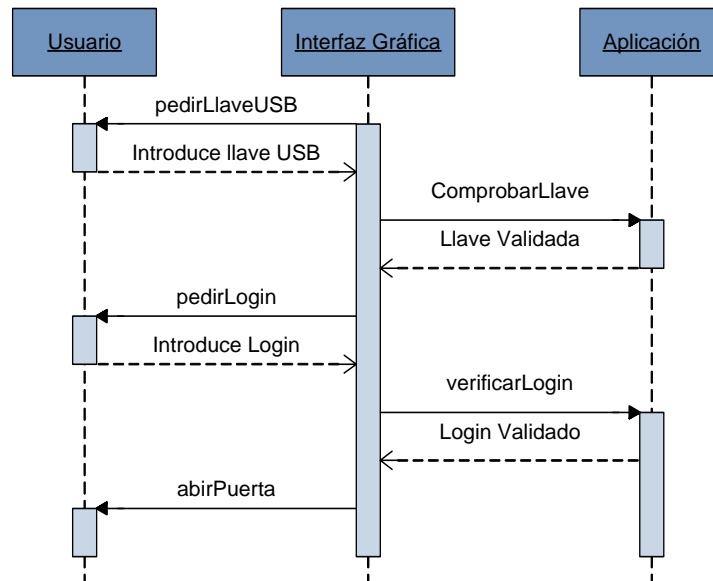 Usuario
Interfaz Gráfica
Aplicación
pedirLlaveUSB
Introduce llave USB
ComprobarLlave
Llave Validada
pedirLogin
Introduce Login
verificarLogin
Login Validado
abirPuerta